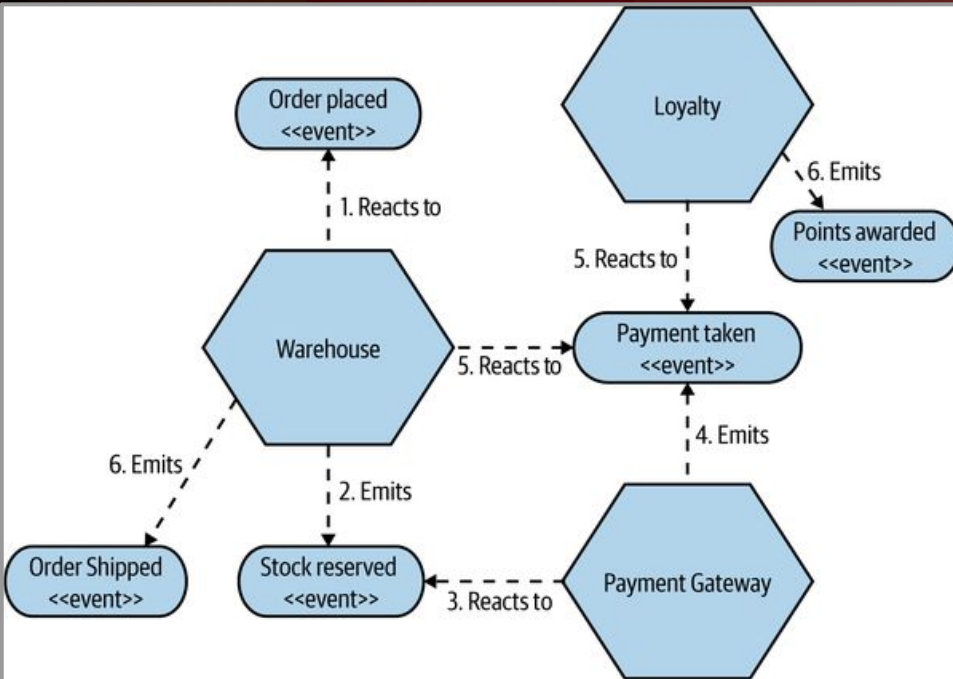 Order placed
<<event>>
Loyalty
6. Emits
1. Reacts to
Points awarded
<<event>>
5. Reacts to
Payment taken
<<event>>
Warehouse
5. Reacts to
4. Emits
6. Emits
2. Emits
Order Shipped
<<event>>
Stock reserved
<<event>>
3. Reacts to
Payment Gateway